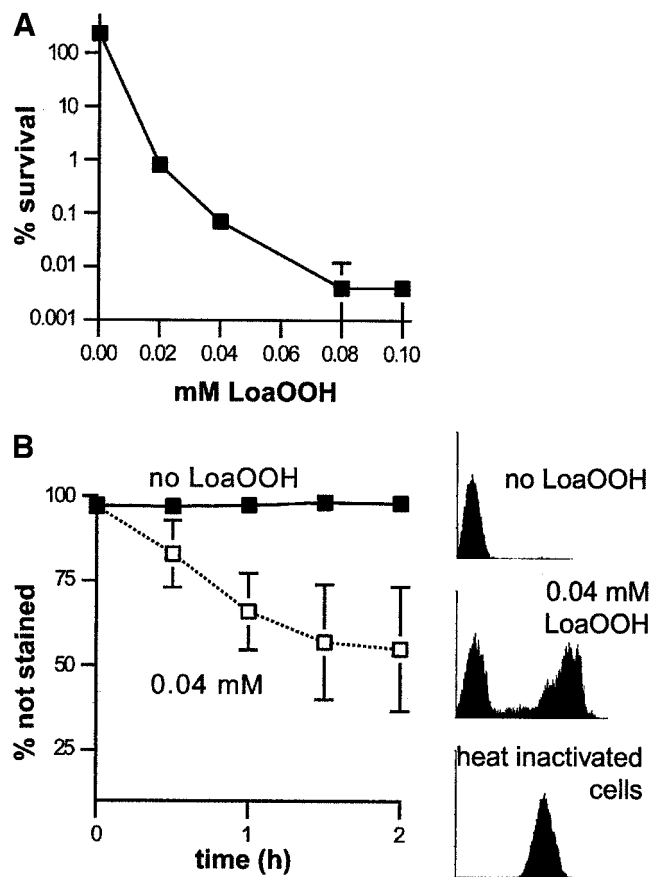 A
% survival
100
10
1
0.1
0.01
0.001
0.00 0.02 0.04 0.06 0.08 0.10
mM LoaOOH
B
% not stained
100
75
50
25
no LoaOOH
0.04 mM
0 1 2
time (h)
no LoaOOH
0.04 mM
LoaOOH
heat inactivated
cells